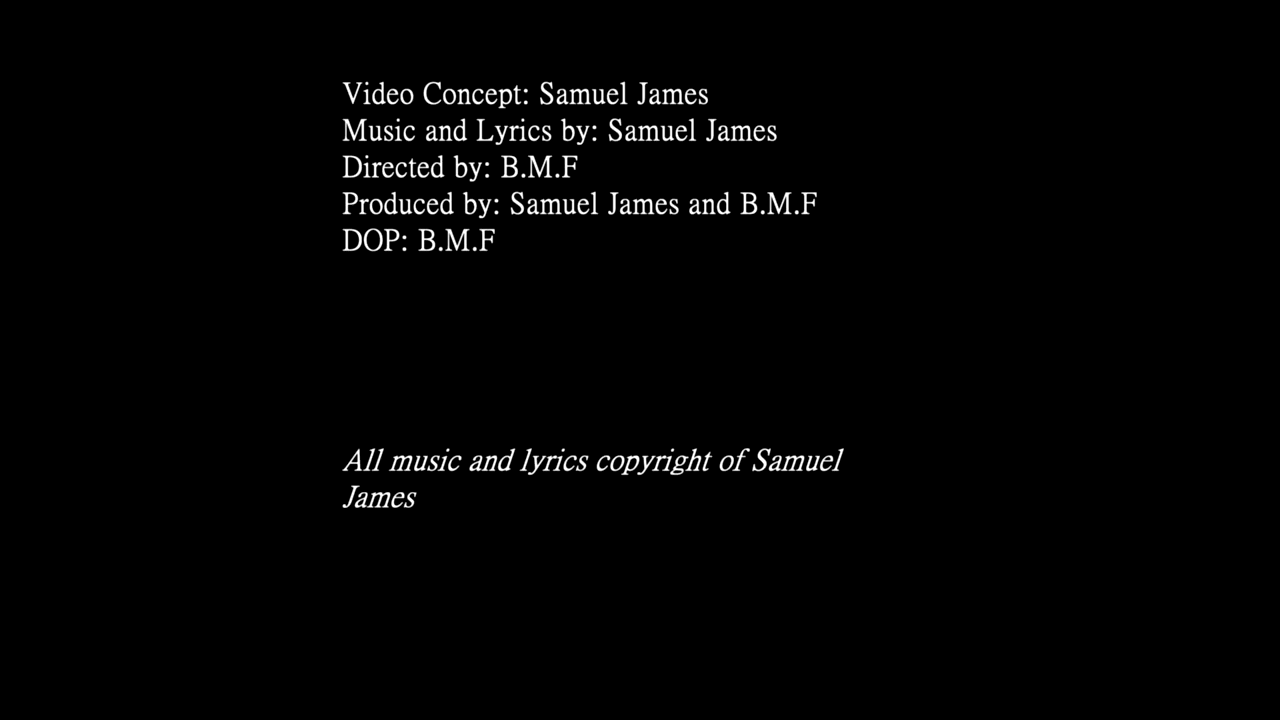 Video Concept: Samuel James
Music and Lyrics by: Samuel James
Directed by: B.M.F
Produced by: Samuel James and B.M.F
DOP: B.M.F
All music and lyrics copyright of Samuel
James